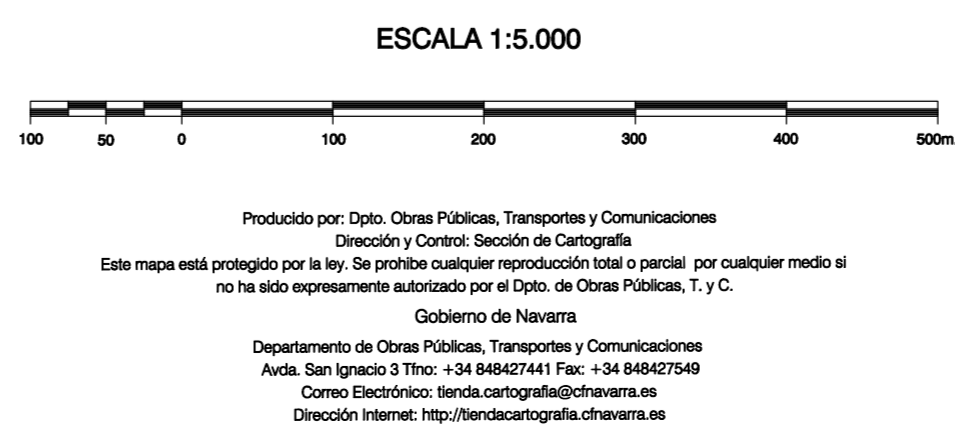 ESCALA 1:5.000
100 50 0 100 200 300 400 500m.
Producido por: Dpto. Obras Públicas, Transportes y Comunicaciones
Dirección y Control: Sección de Cartografía
Este mapa está protegido por la ley. Se prohibe cualquier reproducción total o parcial por cualquier medio si
no ha sido expresamente autorizado por el Dpto. de Obras Públicas, T. y C.
Gobierno de Navarra
Departamento de Obras Públicas, Transportes y Comunicaciones
Avda. San Ignacio 3 Tfno: +34 848427441 Fax: +34 848427549
Correo Electrónico: tienda.cartografia@cfnavarra.es
Dirección Internet: http://tiendacartografia.cfnavarra.es